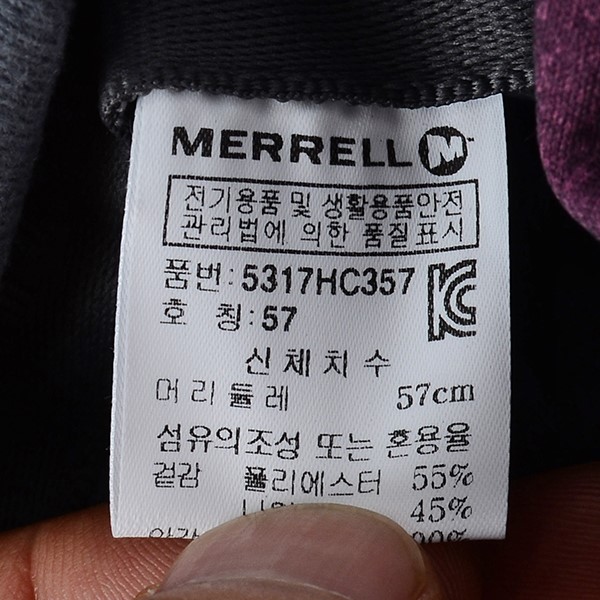 MERRELL M
전기용품 및 생활용품안전
관리법에 의한 품질표시
품번:5317HC357
호 칭:57
신체치수
머리둘레 57cm
섬유의조성 또는 혼용율
겉감 폴리에스터 55%
45%